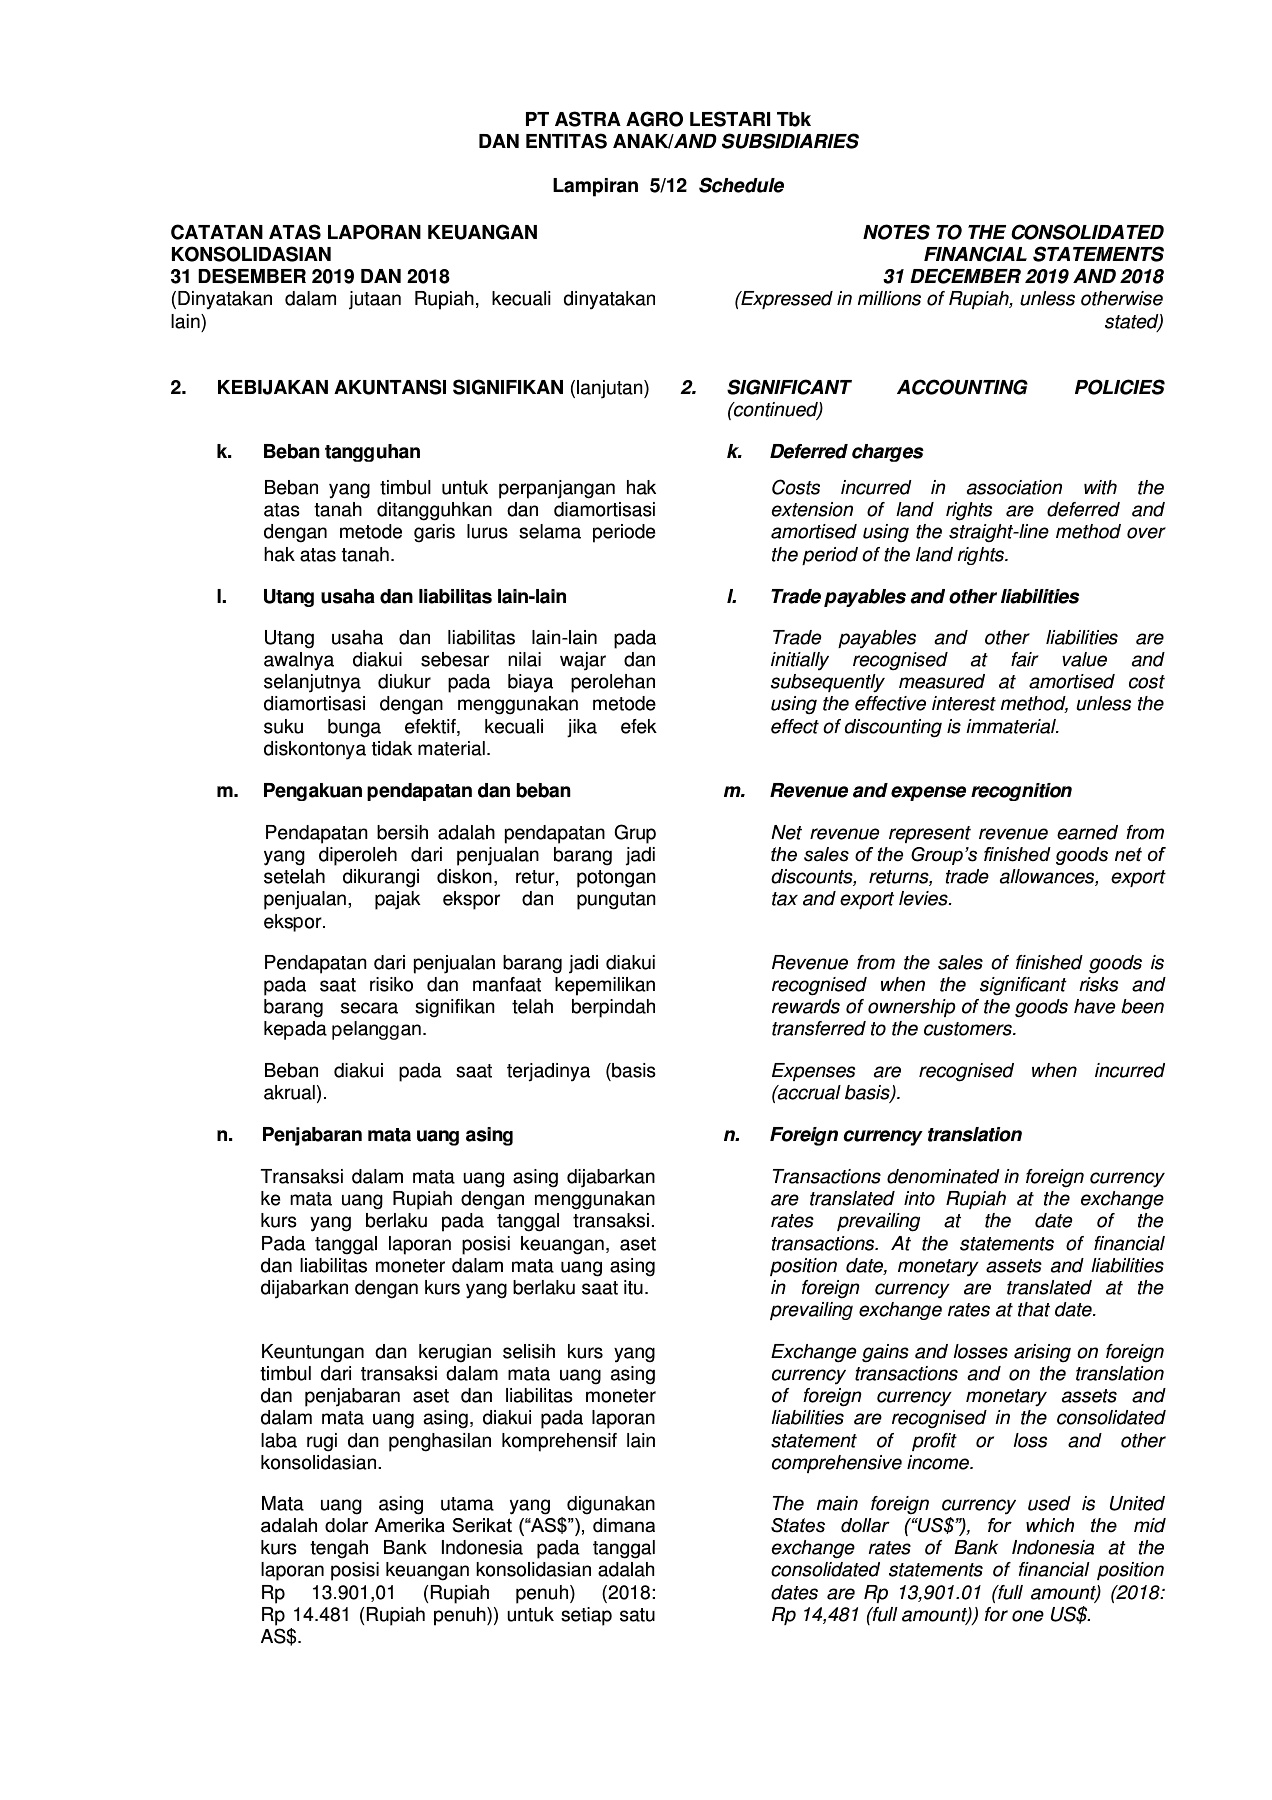 PT ASTRA AGRO LESTARI Tbk
DAN ENTITAS ANAK/AND SUBSIDIARIES
Lampiran 5/12 Schedule
CATATAN ATAS LAPORAN KEUANGAN
KONSOLIDASIAN
31 DESEMBER 2019 DAN 2018
(Dinyatakan dalam jutaan Rupiah, kecuali dinyatakan
lain)
NOTES TO THE CONSOLIDATED
FINANCIAL STATEMENTS
31 DECEMBER 2019 AND 2018
(Expressed in millions of Rupiah, unless otherwise
stated)
2. KEBIJAKAN AKUNTANSI SIGNIFIKAN (lanjutan)
k. Beban tangguhan
Beban yang timbul untuk perpanjangan hak
atas tanah ditangguhkan dan diamortisasi
dengan metode garis lurus selama periode
hak atas tanah.
l. Utang usaha dan liabilitas lain-lain
Utang usaha dan liabilitas lain-lain pada
awalnya diakui sebesar nilai wajar dan
selanjutnya diukur pada biaya perolehan
diamortisasi dengan menggunakan metode
suku bunga efektif, kecuali jika efek
diskontonya tidak material.
m. Pengakuan pendapatan dan beban
Pendapatan bersih adalah pendapatan Grup
yang diperoleh dari penjualan barang jadi
setelah dikurangi diskon, retur, potongan
penjualan, pajak ekspor dan pungutan
ekspor.
Pendapatan dari penjualan barang jadi diakui
pada saat risiko dan manfaat kepemilikan
barang secara signifikan telah berpindah
kepada pelanggan.
Beban diakui pada saat terjadinya (basis
akrual).
n. Penjabaran mata uang asing
Transaksi dalam mata uang asing dijabarkan
ke mata uang Rupiah dengan menggunakan
kurs yang berlaku pada tanggal transaksi.
Pada tanggal laporan posisi keuangan, aset
dan liabilitas moneter dalam mata uang asing
dijabarkan dengan kurs yang berlaku saat itu.
Keuntungan dan kerugian selisih kurs yang
timbul dari transaksi dalam mata uang asing
dan penjabaran aset dan liabilitas moneter
dalam mata uang asing, diakui pada laporan
laba rugi dan penghasilan komprehensif lain
konsolidasian.
Mata uang asing utama yang digunakan
adalah dolar Amerika Serikat (“AS$”), dimana
kurs tengah Bank Indonesia pada tanggal
laporan posisi keuangan konsolidasian adalah
Rp 13.901,01 (Rupiah penuh) (2018:
Rp 14.481 (Rupiah penuh)) untuk setiap satu
AS$.
2. SIGNIFICANT ACCOUNTING POLICIES
(continued)
k. Deferred charges
Costs incurred in association with the
extension of land rights are deferred and
amortised using the straight-line method over
the period of the land rights.
l. Trade payables and other liabilities
Trade payables and other liabilities are
initially recognised at fair value and
subsequently measured at amortised cost
using the effective interest method, unless the
effect of discounting is immaterial.
m. Revenue and expense recognition
Net revenue represent revenue earned from
the sales of the Group’s finished goods net of
discounts, returns, trade allowances, export
tax and export levies.
Revenue from the sales of finished goods is
recognised when the significant risks and
rewards of ownership of the goods have been
transferred to the customers.
Expenses are recognised when incurred
(accrual basis).
n. Foreign currency translation
Transactions denominated in foreign currency
are translated into Rupiah at the exchange
rates prevailing at the date of the
transactions. At the statements of financial
position date, monetary assets and liabilities
in foreign currency are translated at the
prevailing exchange rates at that date.
Exchange gains and losses arising on foreign
currency transactions and on the translation
of foreign currency monetary assets and
liabilities are recognised in the consolidated
statement of profit or loss and other
comprehensive income.
The main foreign currency used is United
States dollar (“US$”), for which the mid
exchange rates of Bank Indonesia at the
consolidated statements of financial position
dates are Rp 13,901.01 (full amount) (2018:
Rp 14,481 (full amount)) for one US$.